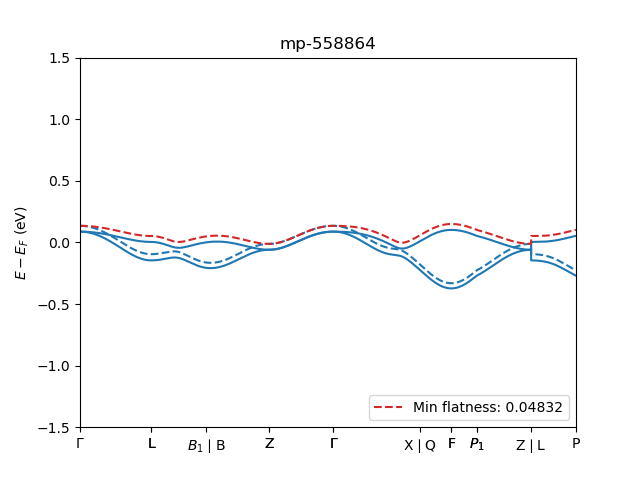 mp-558864
E − E_F (eV)
1.5
1.0
0.5
0.0
−0.5
−1.0
−1.5
Min flatness: 0.04832
Γ L B₁ | B Z Γ X | Q F P₁ Z | L P